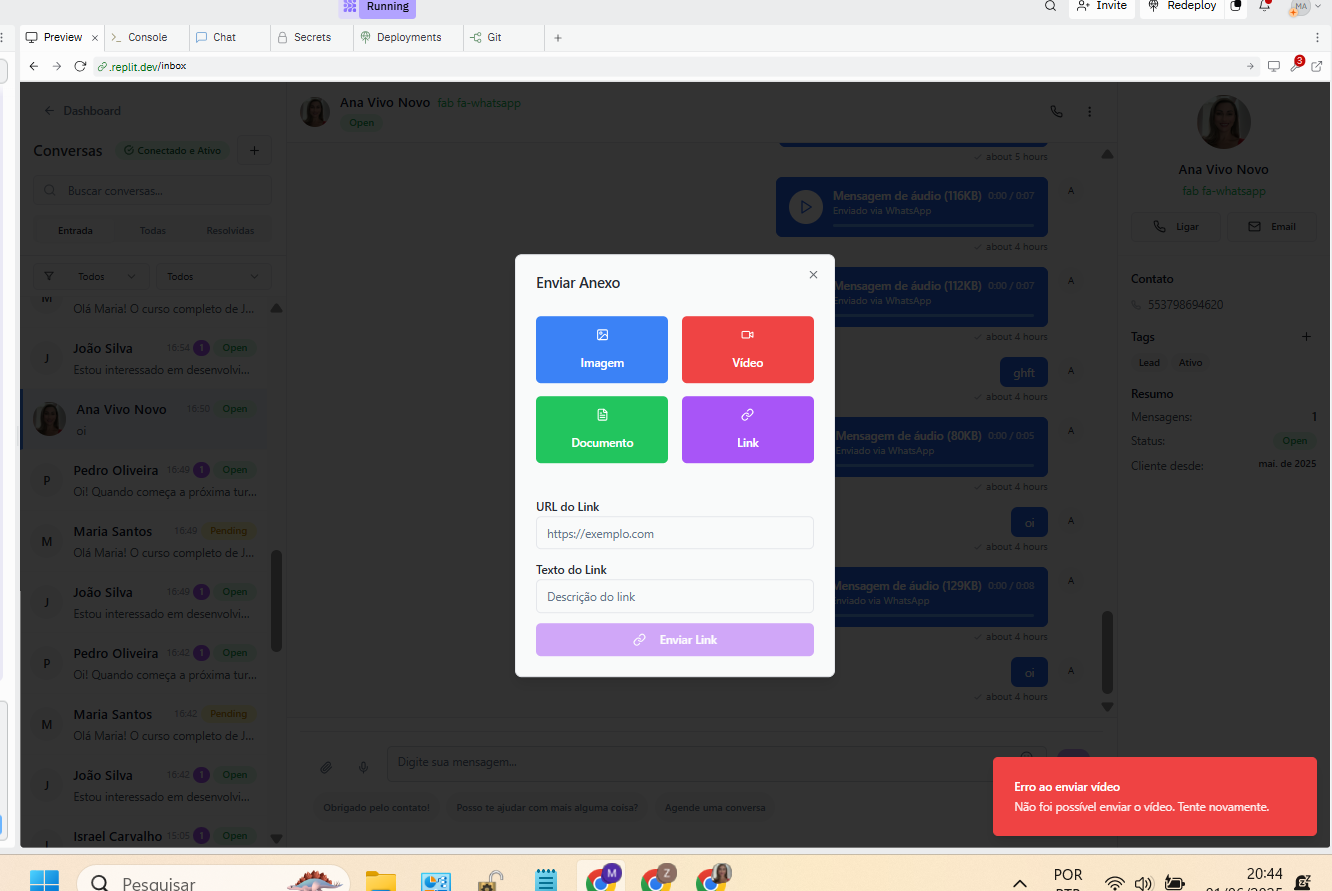 Running
Invite
Redeploy
MA
Preview
Console
Chat
Secrets
Deployments
Git
.replit.dev/inbox
3
Dashboard
Conversas
Conectado e Ativo
Buscar conversas...
Entrada
Todas
Resolvidas
Todos
Todos
Olá Maria! O curso completo de J...
J
João Silva
16:54
1
Open
Estou interessado em desenvolvi...
Ana Vivo Novo
16:50
Open
oi
P
Pedro Oliveira
16:49
1
Open
Oi! Quando começa a próxima tur...
M
Maria Santos
16:49
Pending
Olá Maria! O curso completo de J...
J
João Silva
16:49
1
Open
Estou interessado em desenvolvi...
P
Pedro Oliveira
16:42
1
Open
Oi! Quando começa a próxima tur...
M
Maria Santos
16:42
Pending
Olá Maria! O curso completo de J...
J
João Silva
16:42
1
Open
Estou interessado em desenvolvi...
Israel Carvalho
15:05
1
Open
Ana Vivo Novo
fab fa-whatsapp
Open
about 5 hours
Mensagem de áudio (116KB)
0:00 / 0:07
Enviado via WhatsApp
A
about 4 hours
Mensagem de áudio (112KB)
0:00 / 0:07
Enviado via WhatsApp
A
about 4 hours
ghft
A
about 4 hours
Mensagem de áudio (80KB)
0:00 / 0:05
Enviado via WhatsApp
A
about 4 hours
oi
A
about 4 hours
Mensagem de áudio (129KB)
0:00 / 0:08
Enviado via WhatsApp
A
about 4 hours
oi
A
about 4 hours
Digite sua mensagem...
Obrigado pelo contato!
Posso te ajudar com mais alguma coisa?
Agende uma conversa
Enviar Anexo
Imagem
Vídeo
Documento
Link
URL do Link
https://exemplo.com
Texto do Link
Descrição do link
Enviar Link
Ana Vivo Novo
fab fa-whatsapp
Ligar
Email
Contato
553798694620
Tags
Lead
Ativo
Resumo
Mensagens:
1
Status:
Open
Cliente desde:
mai. de 2025
Erro ao enviar vídeo
Não foi possível enviar o vídeo. Tente novamente.
Pesquisar
M
Z
POR
20:44